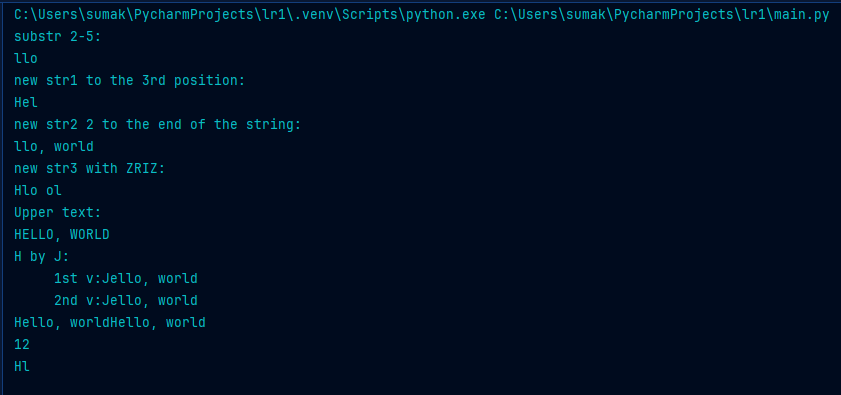 C:\Users\sumak\PycharmProjects\lr1\.venv\Scripts\python.exe C:\Users\sumak\PycharmProjects\lr1\main.py
substr 2-5:
llo
new str1 to the 3rd position:
Hel
new str2 2 to the end of the string:
llo, world
new str3 with ZRIZ:
Hlo ol
Upper text:
HELLO, WORLD
H by J:
     1st v:Jello, world
     2nd v:Jello, world
Hello, worldHello, world
12
Hl